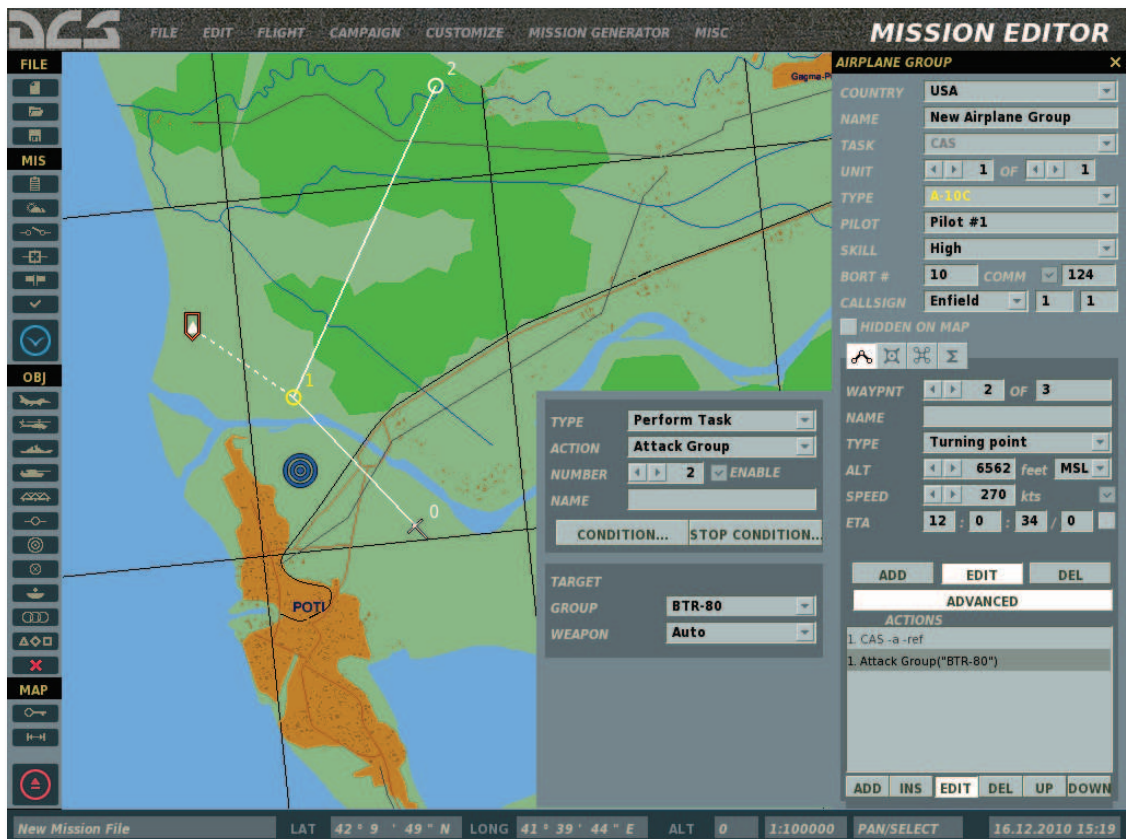 DCS FILE EDIT FLIGHT CAMPAIGN CUSTOMIZE MISSION GENERATOR MISC MISSION EDITOR
FILE
MIS
OBJ
MAP
2
1
0
POTI
AIRPLANE GROUP X
COUNTRY USA
NAME New Airplane Group
TASK CAS
UNIT 1 OF 1
TYPE A-10C
PILOT Pilot #1
SKILL High
BORT # 10 COMM 124
CALLSIGN Enfield 1 1
HIDDEN ON MAP
WAYPNT 2 OF 3
NAME
TYPE Turning point
ALT 6562 feet MSL
SPEED 270 kts
ETA 12 : 0 : 34 / 0
ADD EDIT DEL
ADVANCED
ACTIONS
1. CAS -a -ref
1. Attack Group("BTR-80")
ADD INS EDIT DEL UP DOWN
TYPE Perform Task
ACTION Attack Group
NUMBER 2 ENABLE
NAME
CONDITION... STOP CONDITION...
TARGET
GROUP BTR-80
WEAPON Auto
New Mission File LAT 42 ° 9 ' 49 " N LONG 41 ° 39 ' 44 " E ALT 0 1:100000 PAN/SELECT 16.12.2010 15:19